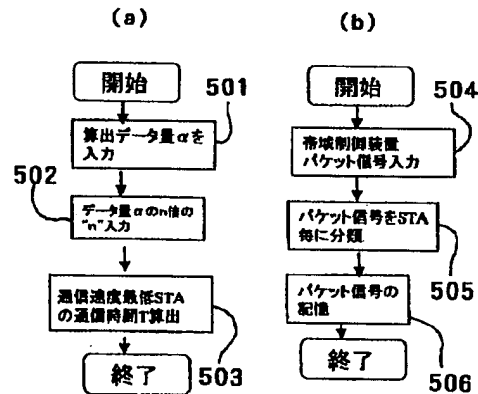 (a)
開始
501
算出データ量αを
入力
502
データ量αのn倍の
"n"入力
通信速度最低STA
の通信時間T算出
503
終了
(b)
開始
504
帯域制御装置
パケット信号入力
パケット信号をSTA
毎に分類
505
パケット信号の
記憶
506
終了